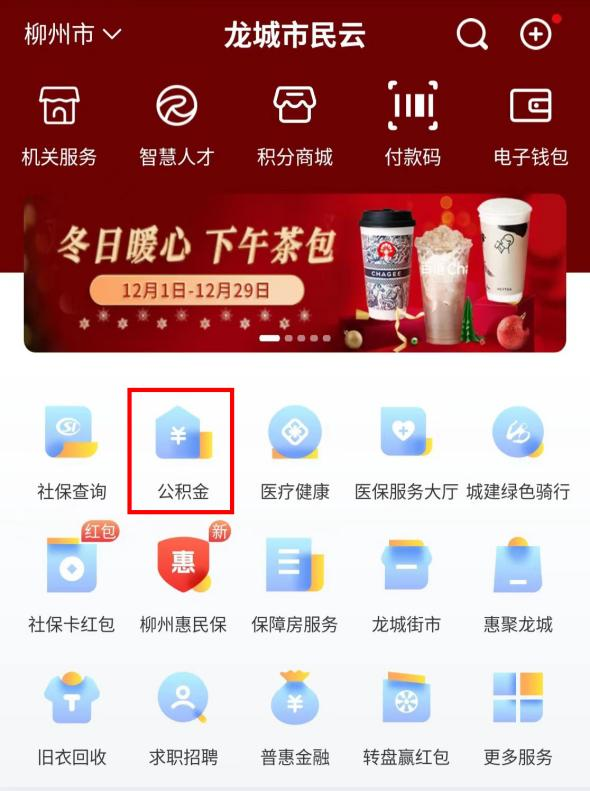 柳州市
龙城市民云
机关服务 智慧人才 积分商城 付款码 电子钱包
冬日暖心 下午茶包
12月1日-12月29日
CHAGEE
社保查询 公积金 医疗健康 医保服务大厅 城建绿色骑行
红包 新
惠
社保卡红包 柳州惠民保 保障房服务 龙城街市 惠聚龙城
旧衣回收 求职招聘 普惠金融 转盘赢红包 更多服务